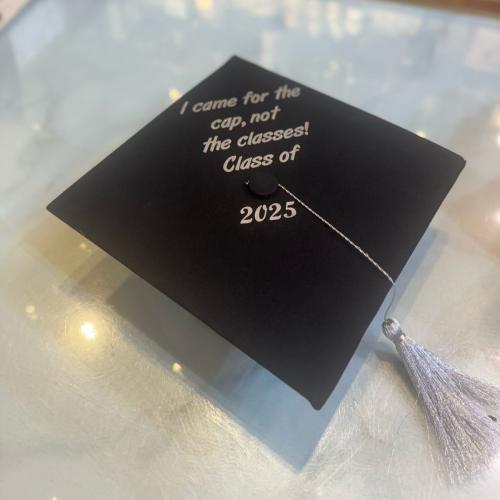 I came for the
cap, not
the classes!
Class of
2025